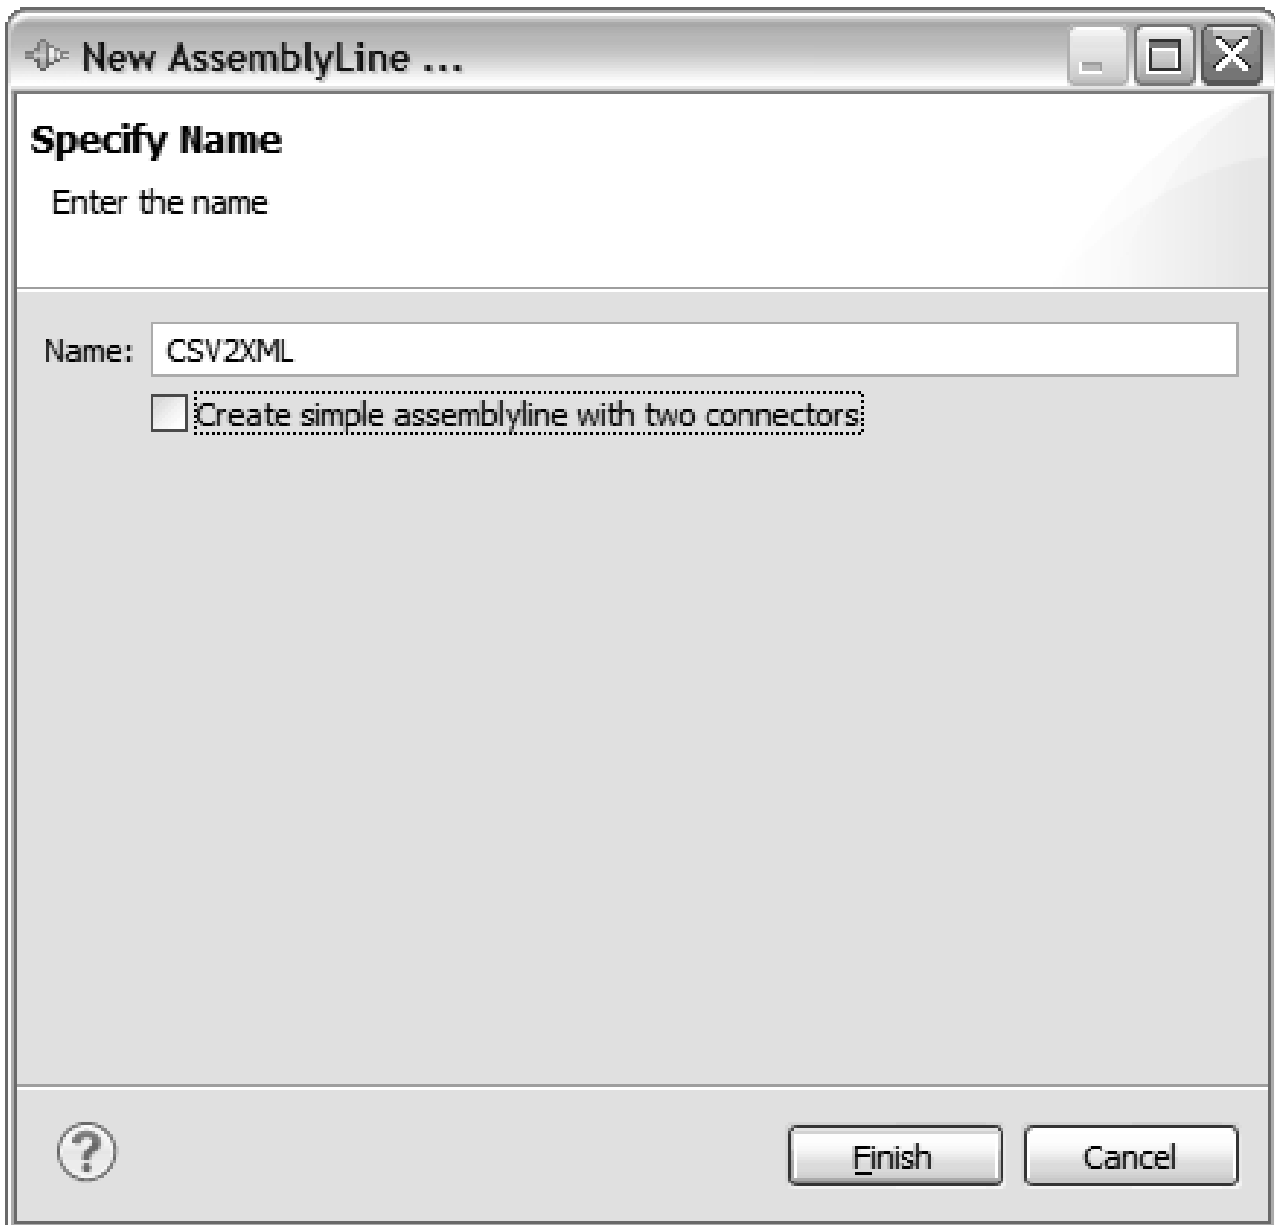 New AssemblyLine ...
Specify Name
Enter the name
Name: CSV2XML
Create simple assemblyline with two connectors
?
Finish Cancel